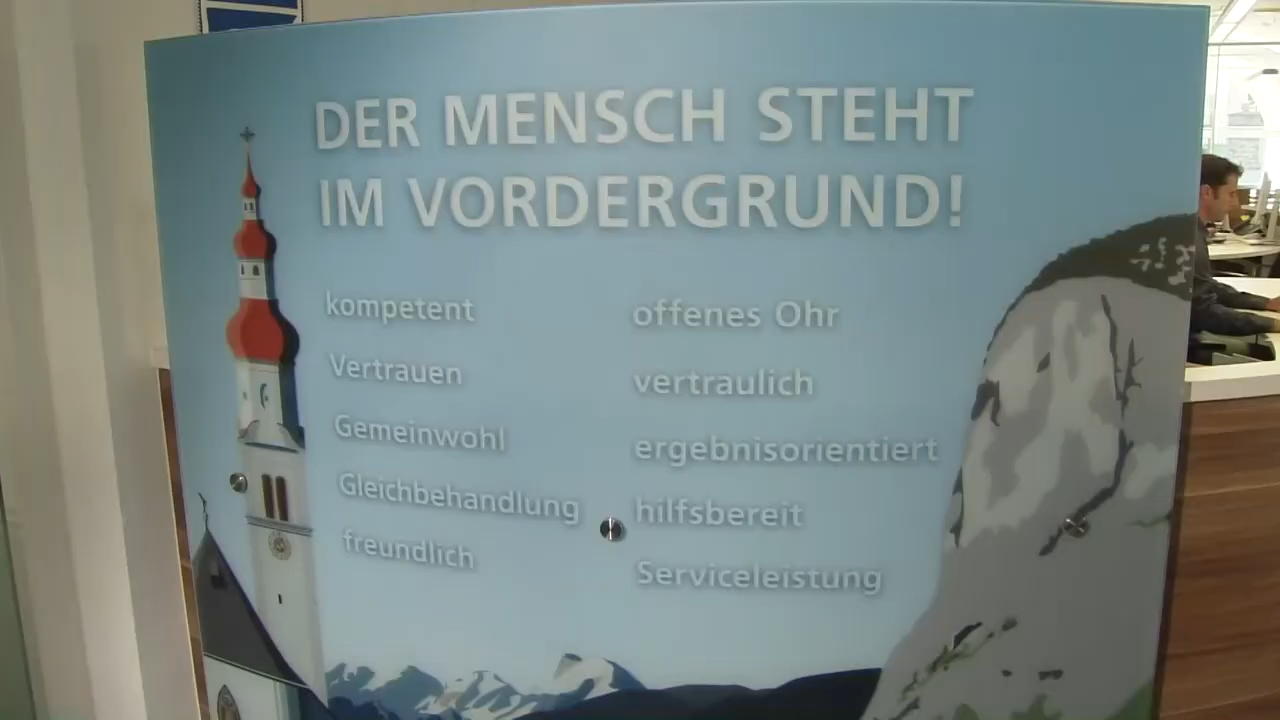 DER MENSCH STEHT
IM VORDERGRUND!
kompetent
Vertrauen
Gemeinwohl
Gleichbehandlung
freundlich
offenes Ohr
vertraulich
ergebnisorientiert
hilfsbereit
Serviceleistung